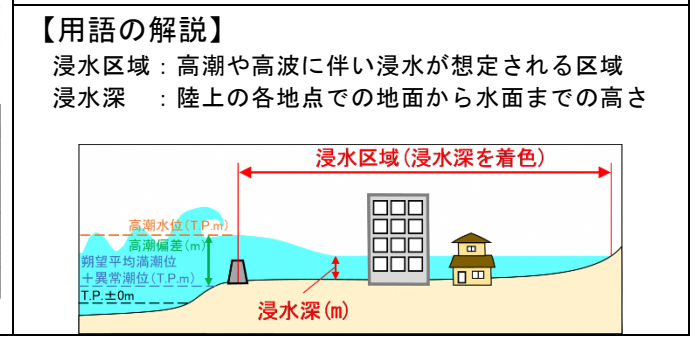 【用語の解説】
浸水区域：高潮や高波に伴い浸水が想定される区域
浸水深　：陸上の各地点での地面から水面までの高さ
浸水区域(浸水深を着色)
高潮水位(T.P.m)
高潮偏差(m)
朔望平均満潮位
＋異常潮位(T.P.m)
T.P.±0m
浸水深(m)